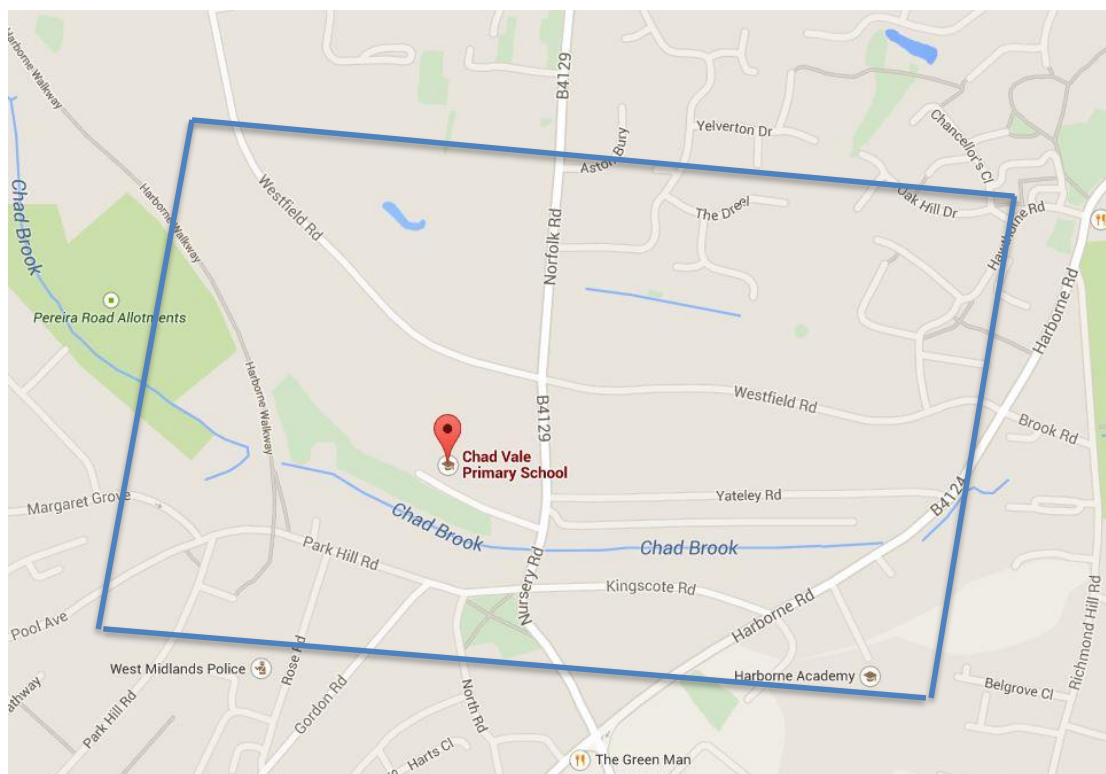 Harborne Walkway
B4129
Yelverton Dr
Aston Bury
Chancellor's Cl
Chad Brook
Harborne Walkway
Westfield Rd
Norfolk Rd
The Dree
Oak Hill Dr
Hawthorne Rd
Harborne Rd
Pereira Road Allotments
Harborne Walkway
B4129
Westfield Rd
Brook Rd
Chad Vale
Primary School
Margaret Grove
Chad Brook
Yateley Rd
B4124
Park Hill Rd
Chad Brook
Nursery Rd
Kingscote Rd
Harborne Rd
Richmond Hill Rd
Pool Ave
West Midlands Police
Rose Rd
Gordon Rd
North Rd
Harborne Academy
Belgrove Cl
athway
Park Hill Rd
Harts Cl
The Green Man